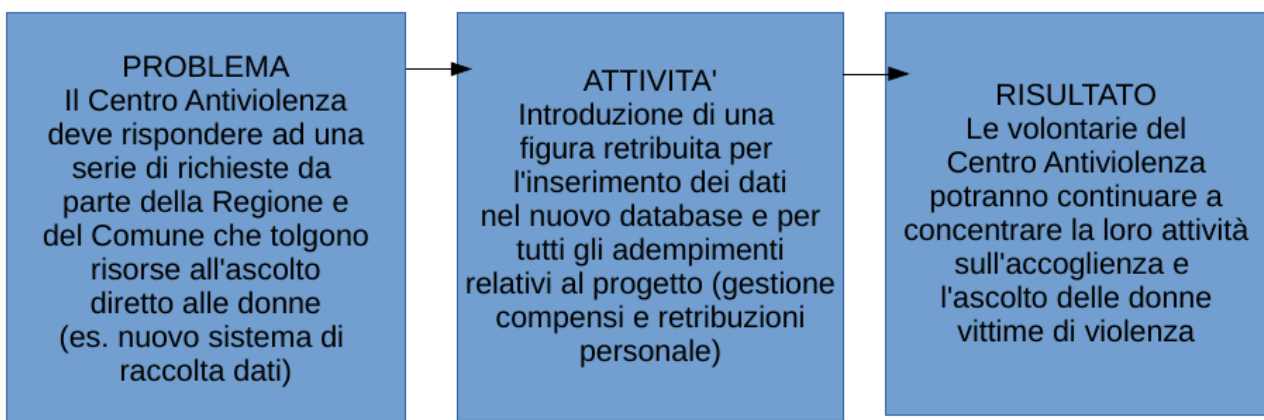 PROBLEMA
Il Centro Antiviolenza
deve rispondere ad una
serie di richieste da
parte della Regione e
del Comune che tolgono
risorse all'ascolto
diretto alle donne
(es. nuovo sistema di
raccolta dati)
ATTIVITA'
Introduzione di una
figura retribuita per
l'inserimento dei dati
nel nuovo database e per
tutti gli adempimenti
relativi al progetto (gestione
compensi e retribuzioni
personale)
RISULTATO
Le volontarie del
Centro Antiviolenza
potranno continuare a
concentrare la loro attività
sull'accoglienza e
l'ascolto delle donne
vittime di violenza